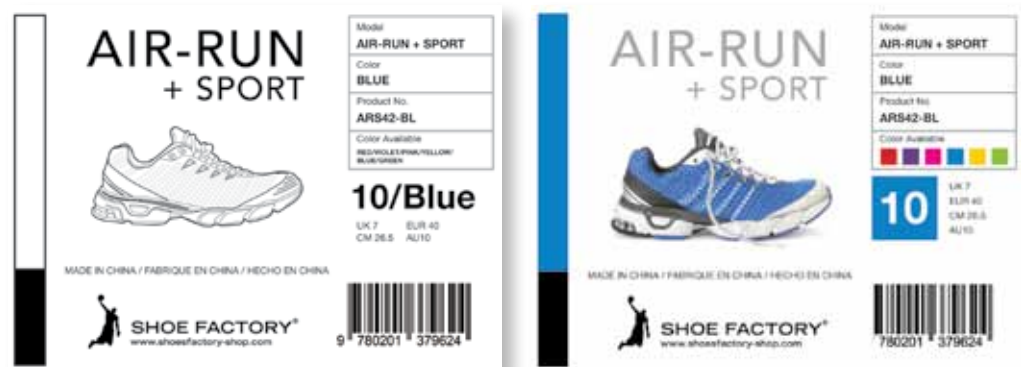 AIR-RUN
+ SPORT
Model
AIR-RUN + SPORT
Color
BLUE
Product No.
ARS42-BL
Color Available
RED/VIOLET/PINK/YELLOW/
BLUE/GREEN
10/Blue
UK 7 EUR 40
CM 26.5 AU10
MADE IN CHINA / FABRIQUE EN CHINA / HECHO EN CHINA
SHOE FACTORY®
www.shoesfactory-shop.com
9 780201 379624
AIR-RUN
+ SPORT
Model
AIR-RUN + SPORT
Color
BLUE
Product No.
ARS42-BL
Color Available
10
UK 7
EUR 40
CM 26.5
AU10
MADE IN CHINA / FABRIQUE EN CHINA / HECHO EN CHINA
SHOE FACTORY®
www.shoesfactory-shop.com
780201 379624